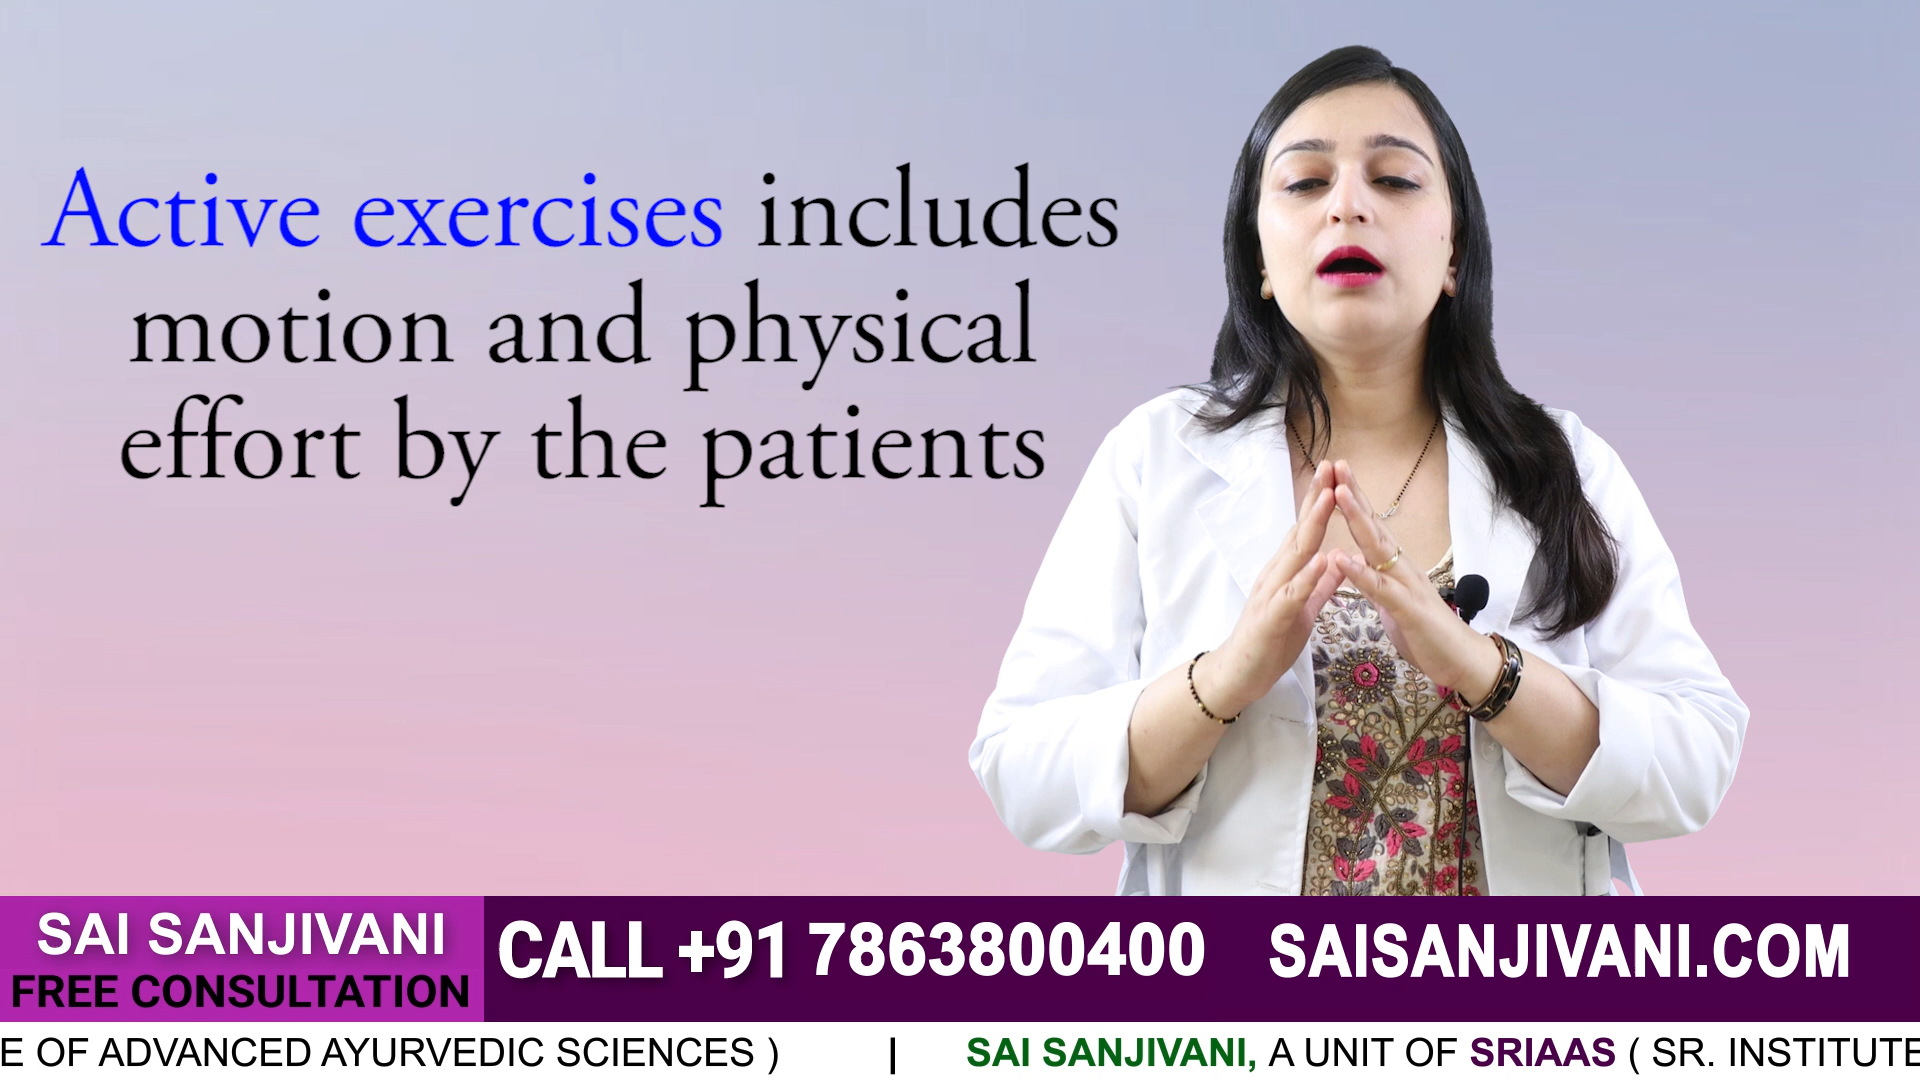 Active exercises includes
motion and physical
effort by the patients
SAI SANJIVANI
FREE CONSULTATION
CALL +91 7863800400
SAISANJIVANI.COM
E OF ADVANCED AYURVEDIC SCIENCES ) | SAI SANJIVANI, A UNIT OF SRIAAS ( SR. INSTITUTE